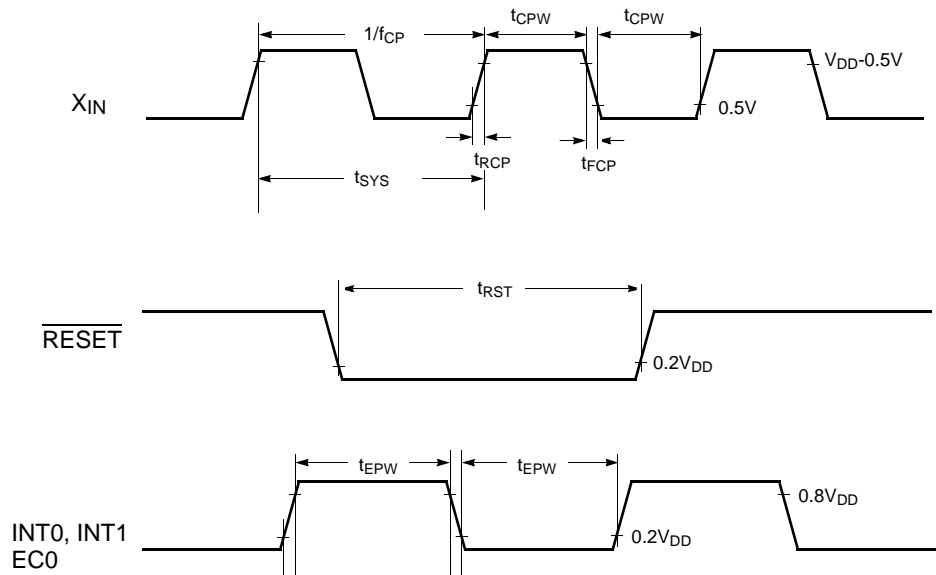 1/fCP
tCPW
tCPW
VDD-0.5V
XIN
0.5V
tRCP
tFCP
tSYS
tRST
RESET
0.2VDD
tEPW
tEPW
0.8VDD
INT0, INT1
0.2VDD
EC0